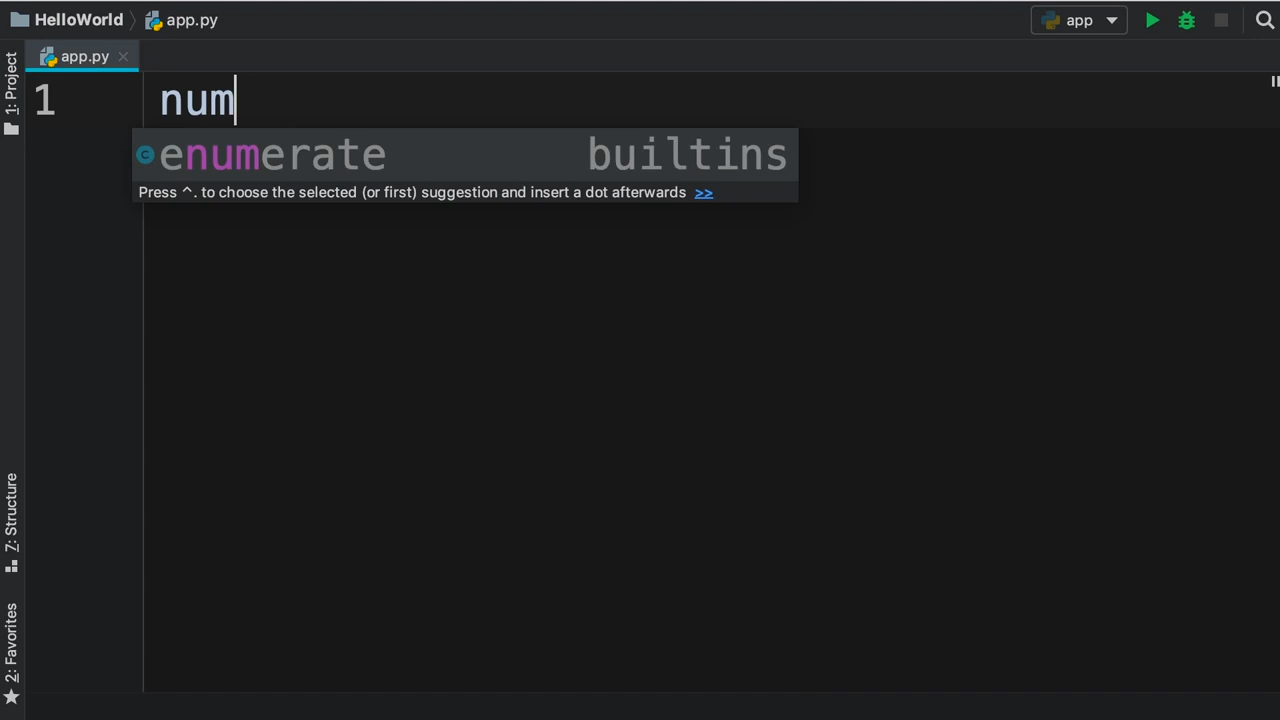 HelloWorld
app.py
app
app.py
1: Project
1
num
enumerate builtins
Press ^. to choose the selected (or first) suggestion and insert a dot afterwards >>
7: Structure
2: Favorites